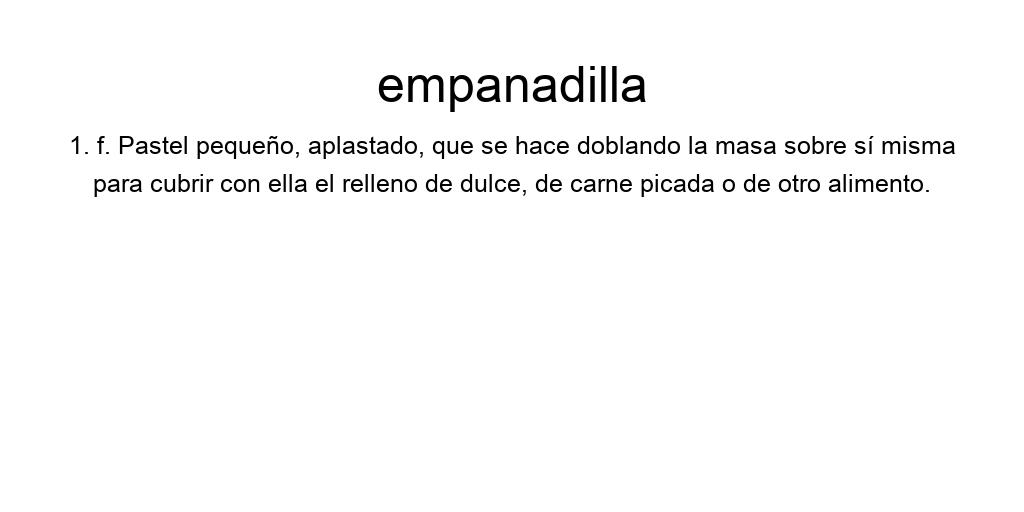 empanadilla
1. f. Pastel pequeño, aplastado, que se hace doblando la masa sobre sí misma
para cubrir con ella el relleno de dulce, de carne picada o de otro alimento.